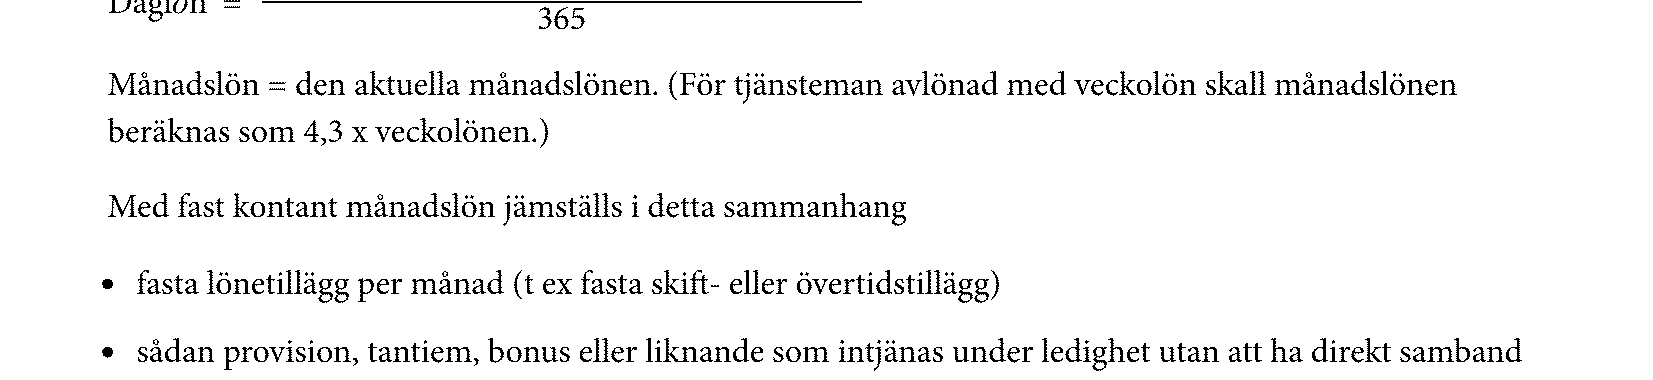 Daglön =
365
Månadslön = den aktuella månadslönen. (För tjänsteman avlönad med veckolön skall månadslönen
beräknas som 4,3 x veckolönen.)
Med fast kontant månadslön jämställs i detta sammanhang
• fasta lönetillägg per månad (t ex fasta skift- eller övertidstillägg)
• sådan provision, tantiem, bonus eller liknande som intjänas under ledighet utan att ha direkt samband